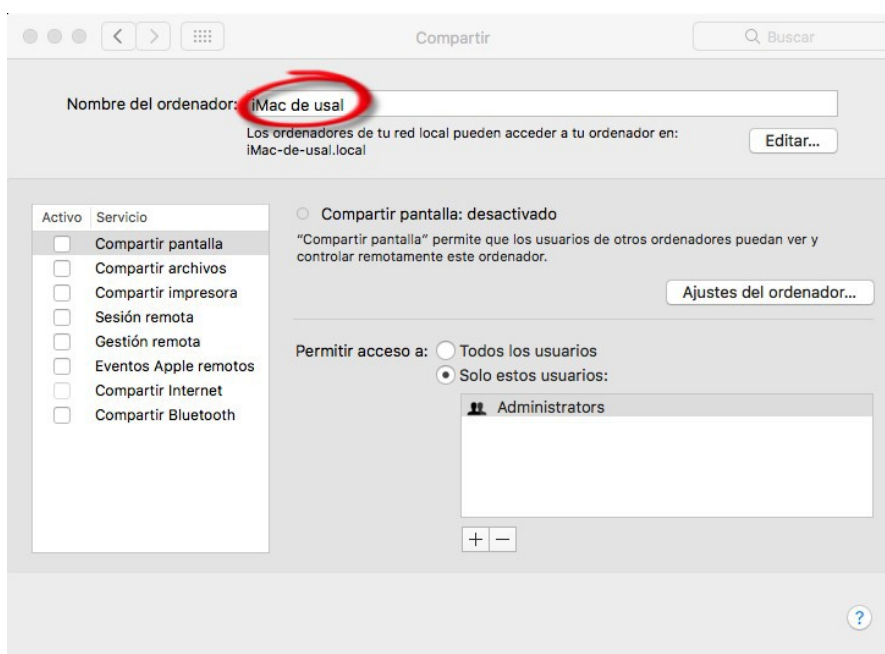 Compartir
Buscar
Nombre del ordenador: iMac de usal
Los ordenadores de tu red local pueden acceder a tu ordenador en:
iMac-de-usal.local
Editar...
Activo Servicio
Compartir pantalla
Compartir archivos
Compartir impresora
Sesión remota
Gestión remota
Eventos Apple remotos
Compartir Internet
Compartir Bluetooth
Compartir pantalla: desactivado
“Compartir pantalla” permite que los usuarios de otros ordenadores puedan ver y
controlar remotamente este ordenador.
Ajustes del ordenador...
Permitir acceso a: Todos los usuarios
Solo estos usuarios:
Administrators
+ −
?